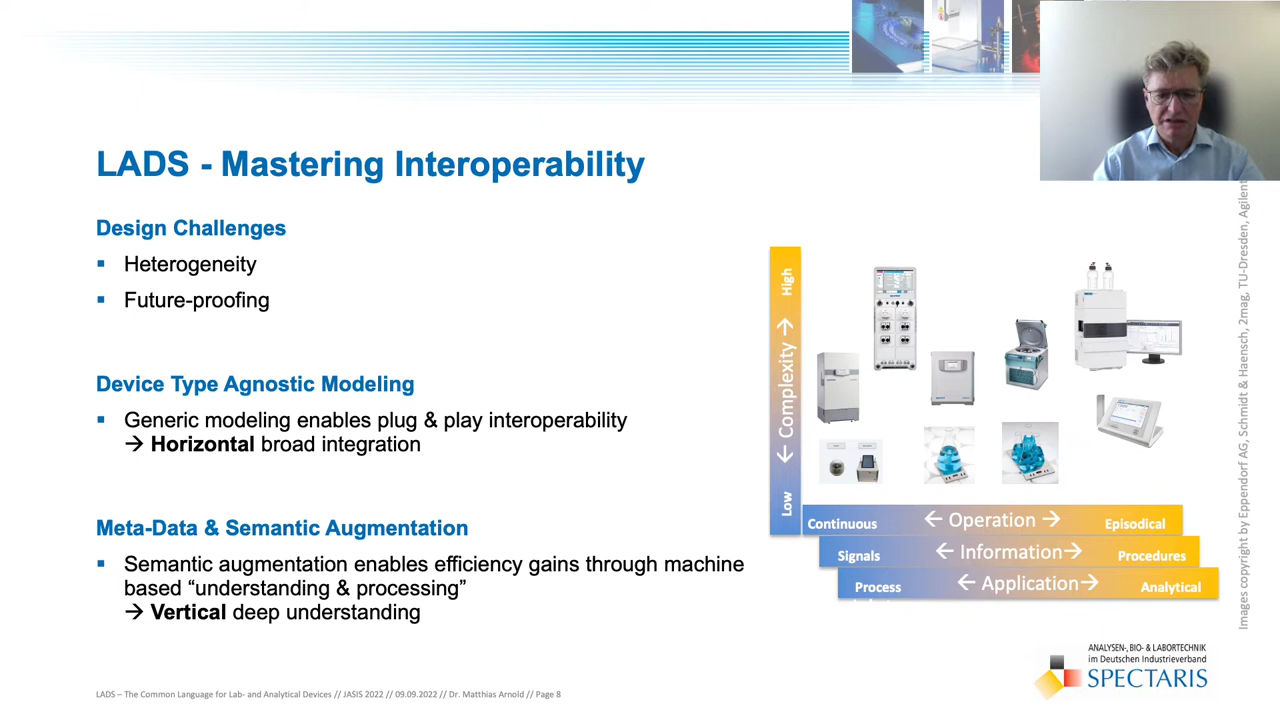 LADS - Mastering Interoperability
Design Challenges
▪ Heterogeneity
▪ Future-proofing
Device Type Agnostic Modeling
▪ Generic modeling enables plug & play interoperability
→ Horizontal broad integration
Meta-Data & Semantic Augmentation
▪ Semantic augmentation enables efficiency gains through machine
based “understanding & processing”
→ Vertical deep understanding
Low ← Complexity → High
Continuous ← Operation → Episodical
Signals ← Information → Procedures
Process ← Application → Analytical
Images copyright by Eppendorf AG, Schmidt & Haensch, 2mag, TU-Dresden, Agilent
ANALYSEN-, BIO- & LABORTECHNIK
im Deutschen Industrieverband
SPECTARIS
LADS – The Common Language for Lab- and Analytical Devices // JASIS 2022 // 09.09.2022 // Dr. Matthias Arnold // Page 8